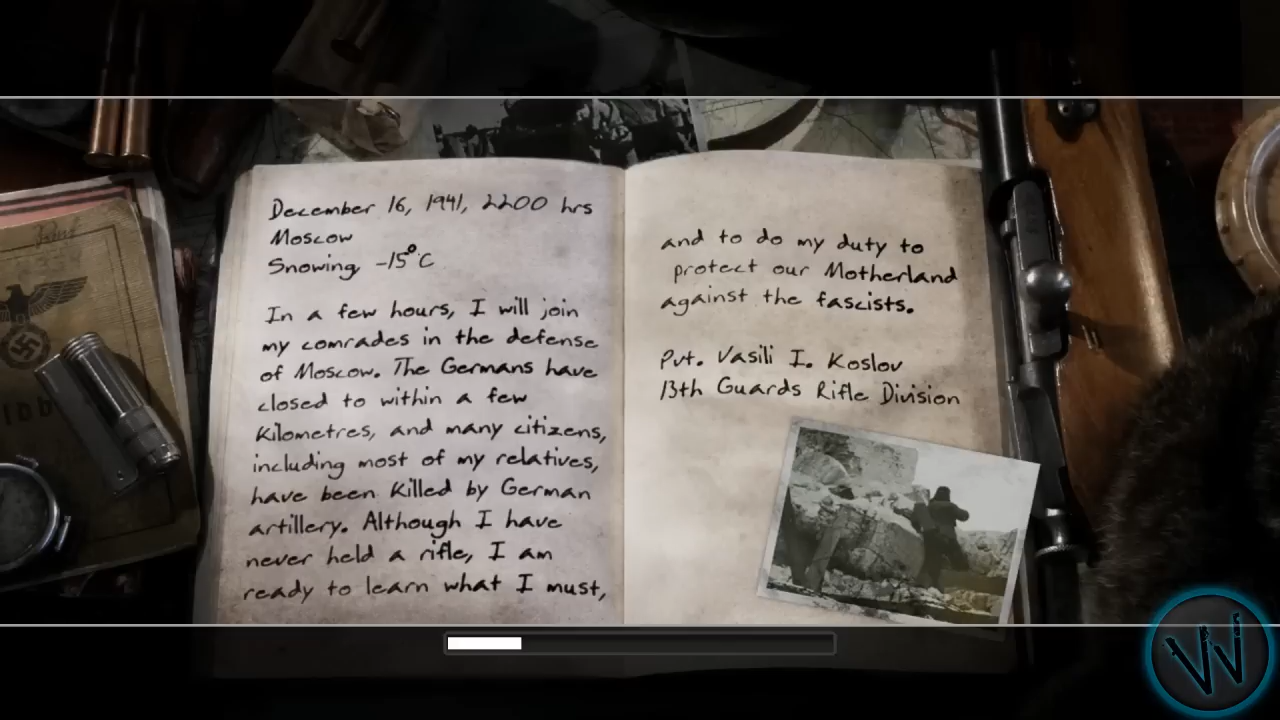 December 16, 1941, 2200 hrs
Moscow
Snowing, -15°C
In a few hours, I will join
my comrades in the defense
of Moscow. The Germans have
closed to within a few
kilometres, and many citizens,
including most of my relatives,
have been killed by German
artillery. Although I have
never held a rifle, I am
ready to learn what I must,
and to do my duty to
protect our Motherland
against the fascists.
Pvt. Vasili I. Koslov
13th Guards Rifle Division
W